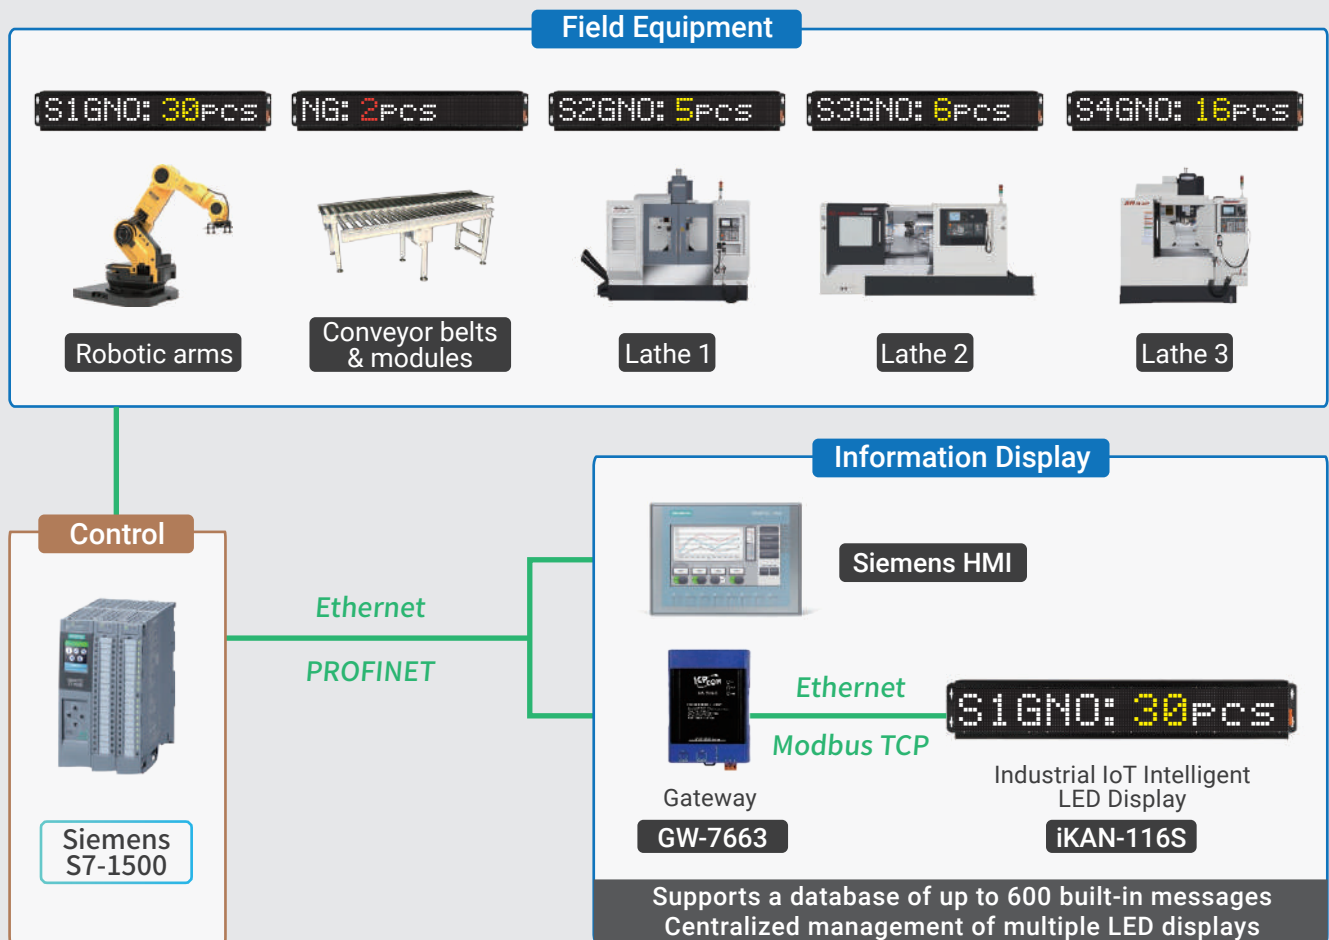 Field Equipment
S1GNO: 30pcs
NG: 2pcs
S2GNO: 5pcs
S3GNO: 6pcs
S4GNO: 16pcs
Robotic arms
Conveyor belts
& modules
Lathe 1
Lathe 2
Lathe 3
Control
Siemens
S7-1500
Ethernet
PROFINET
Information Display
SIEMENS
Siemens HMI
ICP CON
Gateway
GW-7663
Ethernet
Modbus TCP
S1GNO: 30pcs
Industrial IoT Intelligent
LED Display
iKAN-116S
Supports a database of up to 600 built-in messages
Centralized management of multiple LED displays